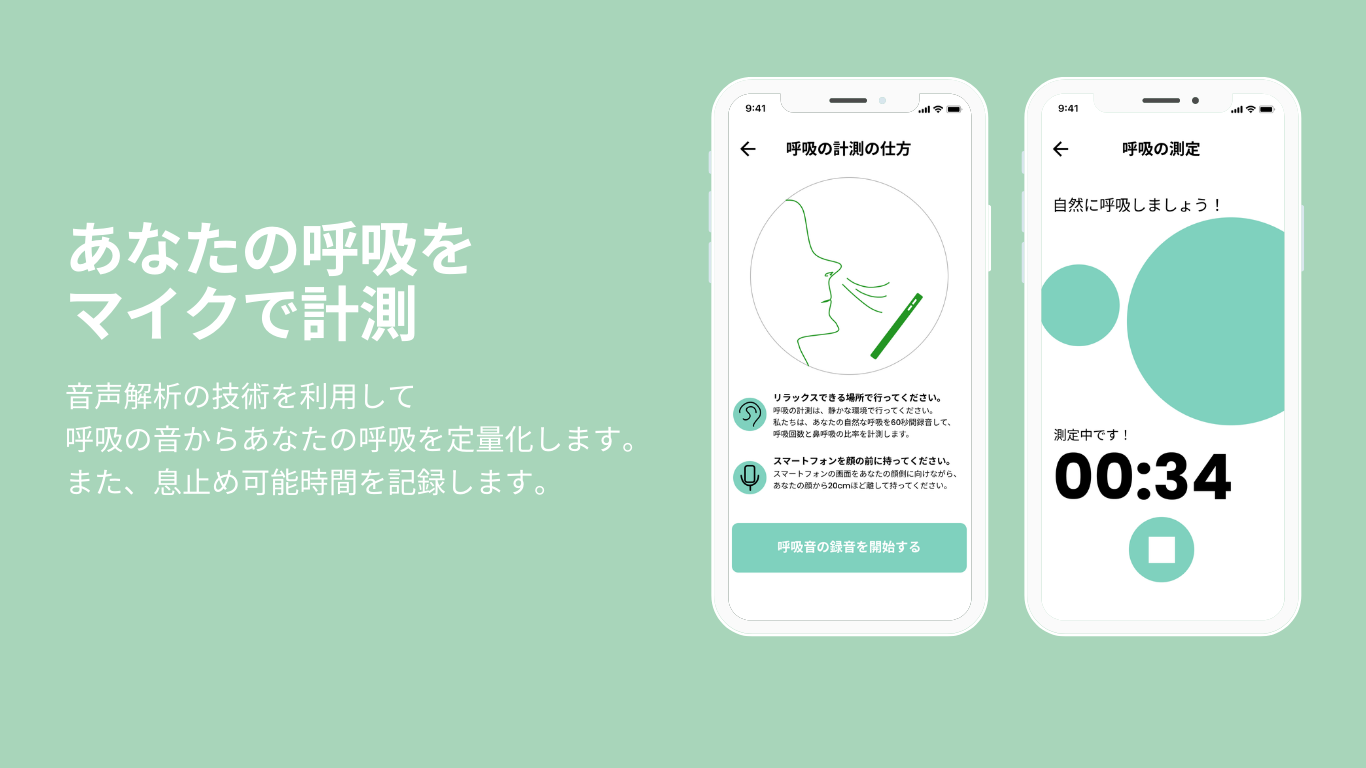 あなたの呼吸を
マイクで計測
音声解析の技術を利用して
呼吸の音からあなたの呼吸を定量化します。
また、息止め可能時間を記録します。
9:41
呼吸の計測の仕方
リラックスできる場所で行ってください。
呼吸の計測は、静かな環境で行ってください。
私たちは、あなたの自然な呼吸を60秒間録音して、
呼吸回数と鼻呼吸の比率を計測します。
スマートフォンを顔の前に持ってください。
スマートフォンの画面をあなたの顔側に向けながら、
あなたの顔から20cmほど離して持ってください。
呼吸音の録音を開始する
9:41
呼吸の測定
自然に呼吸しましょう！
測定中です！
00:34